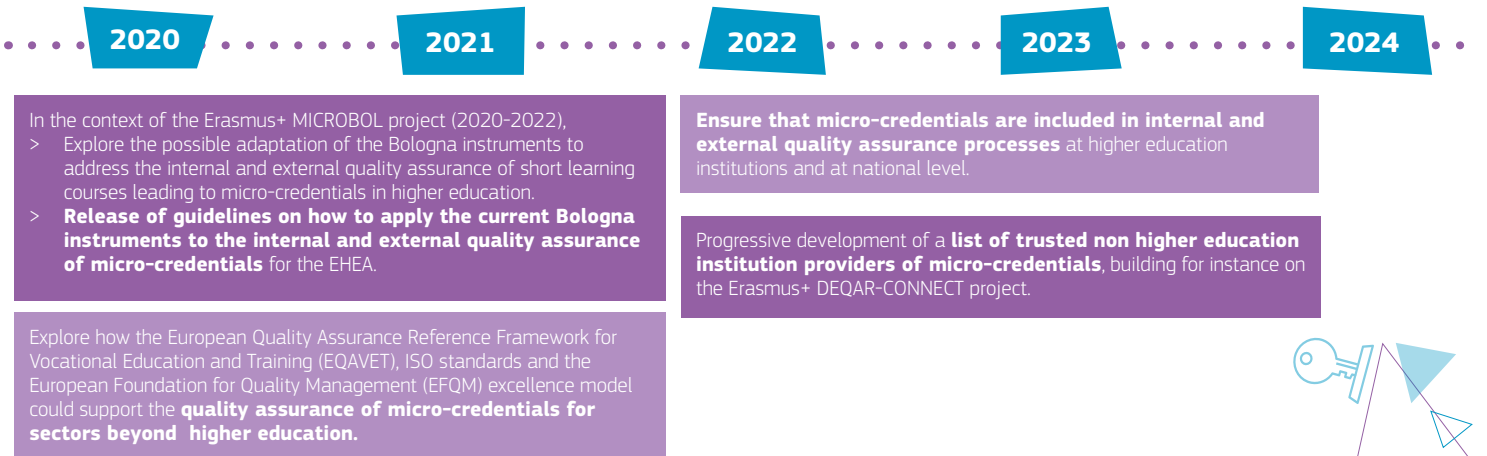 2020
2021
2022
2023
2024
In the context of the Erasmus+ MICROBOL project (2020-2022),
> Explore the possible adaptation of the Bologna instruments to
address the internal and external quality assurance of short learning
courses leading to micro-credentials in higher education.
> Release of guidelines on how to apply the current Bologna
instruments to the internal and external quality assurance
of micro-credentials for the EHEA.
Explore how the European Quality Assurance Reference Framework for
Vocational Education and Training (EQAVET), ISO standards and the
European Foundation for Quality Management (EFQM) excellence model
could support the quality assurance of micro-credentials for
sectors beyond higher education.
Ensure that micro-credentials are included in internal and
external quality assurance processes at higher education
institutions and at national level.
Progressive development of a list of trusted non higher education
institution providers of micro-credentials, building for instance on
the Erasmus+ DEQAR-CONNECT project.